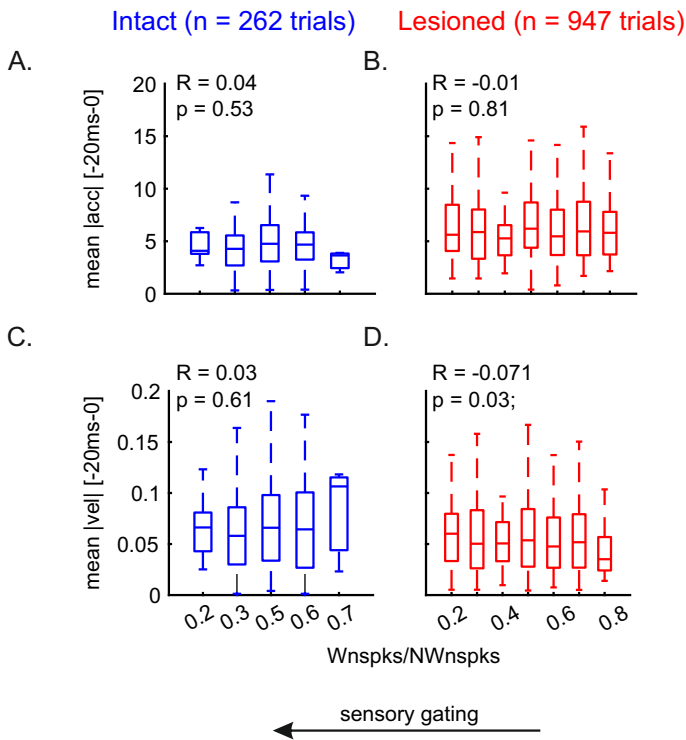 Intact (n = 262 trials) Lesioned (n = 947 trials)
A. B.
R = 0.04
p = 0.53
R = -0.01
p = 0.81
mean |acc| [-20ms-0]
20
15
10
5
0
C. D.
R = 0.03
p = 0.61
R = -0.071
p = 0.03;
mean |vel| [-20ms-0]
0.2
0.15
0.1
0.05
0
0.2 0.3 0.5 0.6 0.7 0.2 0.4 0.6 0.8
Wnspks/NWnspks
sensory gating